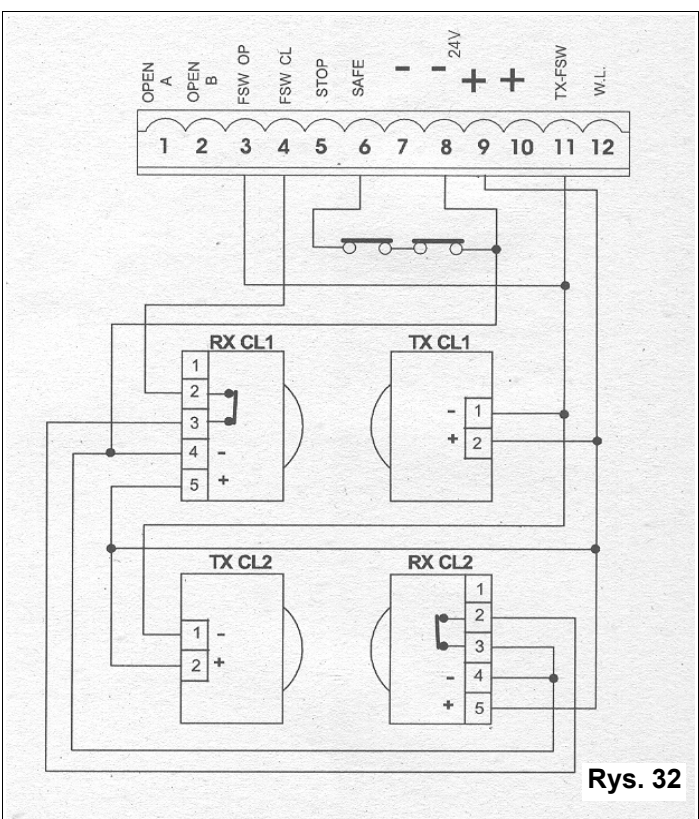 OPEN A
OPEN B
FSW OP
FSW CL
STOP
SAFE
-
-
24V
+
+
TX-FSW
W.L.
1 2 3 4 5 6 7 8 9 10 11 12
RX CL1
1
2
3
4 -
5 +
TX CL1
- 1
+ 2
TX CL2
1 -
2 +
RX CL2
1
2
3
- 4
+ 5
Rys. 32